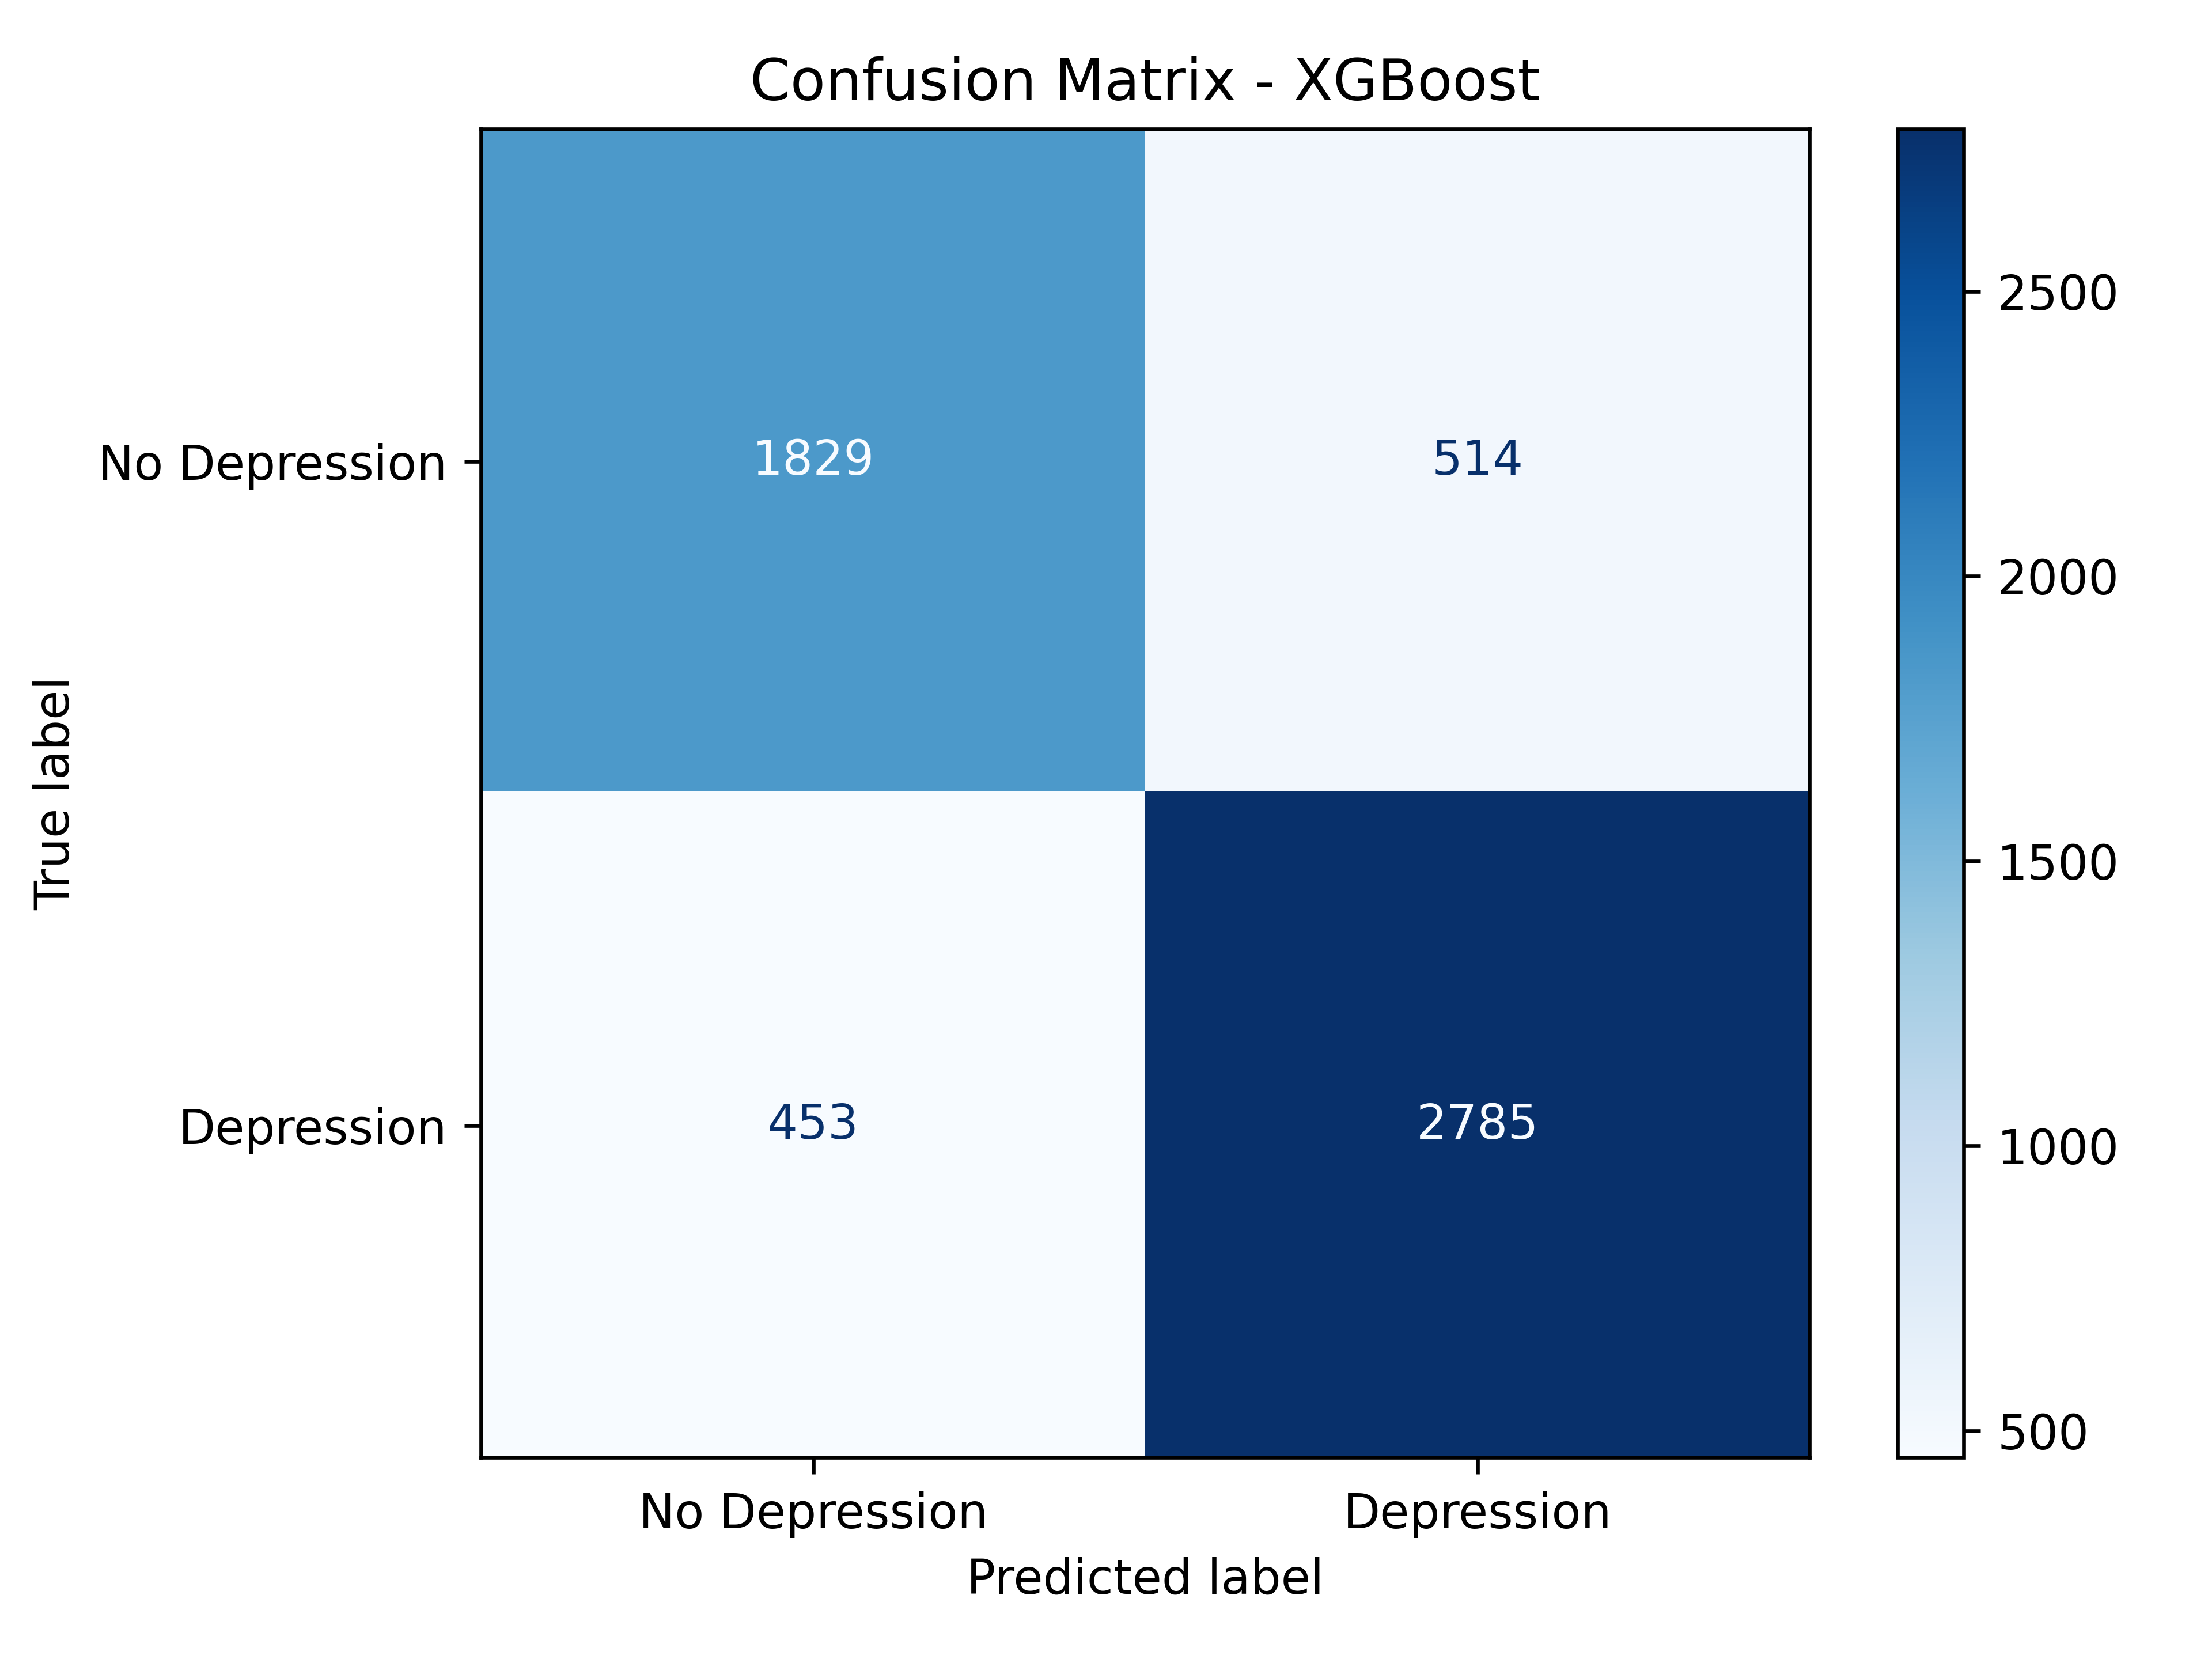 Confusion Matrix - XGBoost
True label
No Depression
Depression
1829
514
453
2785
No Depression
Depression
Predicted label
2500
2000
1500
1000
500